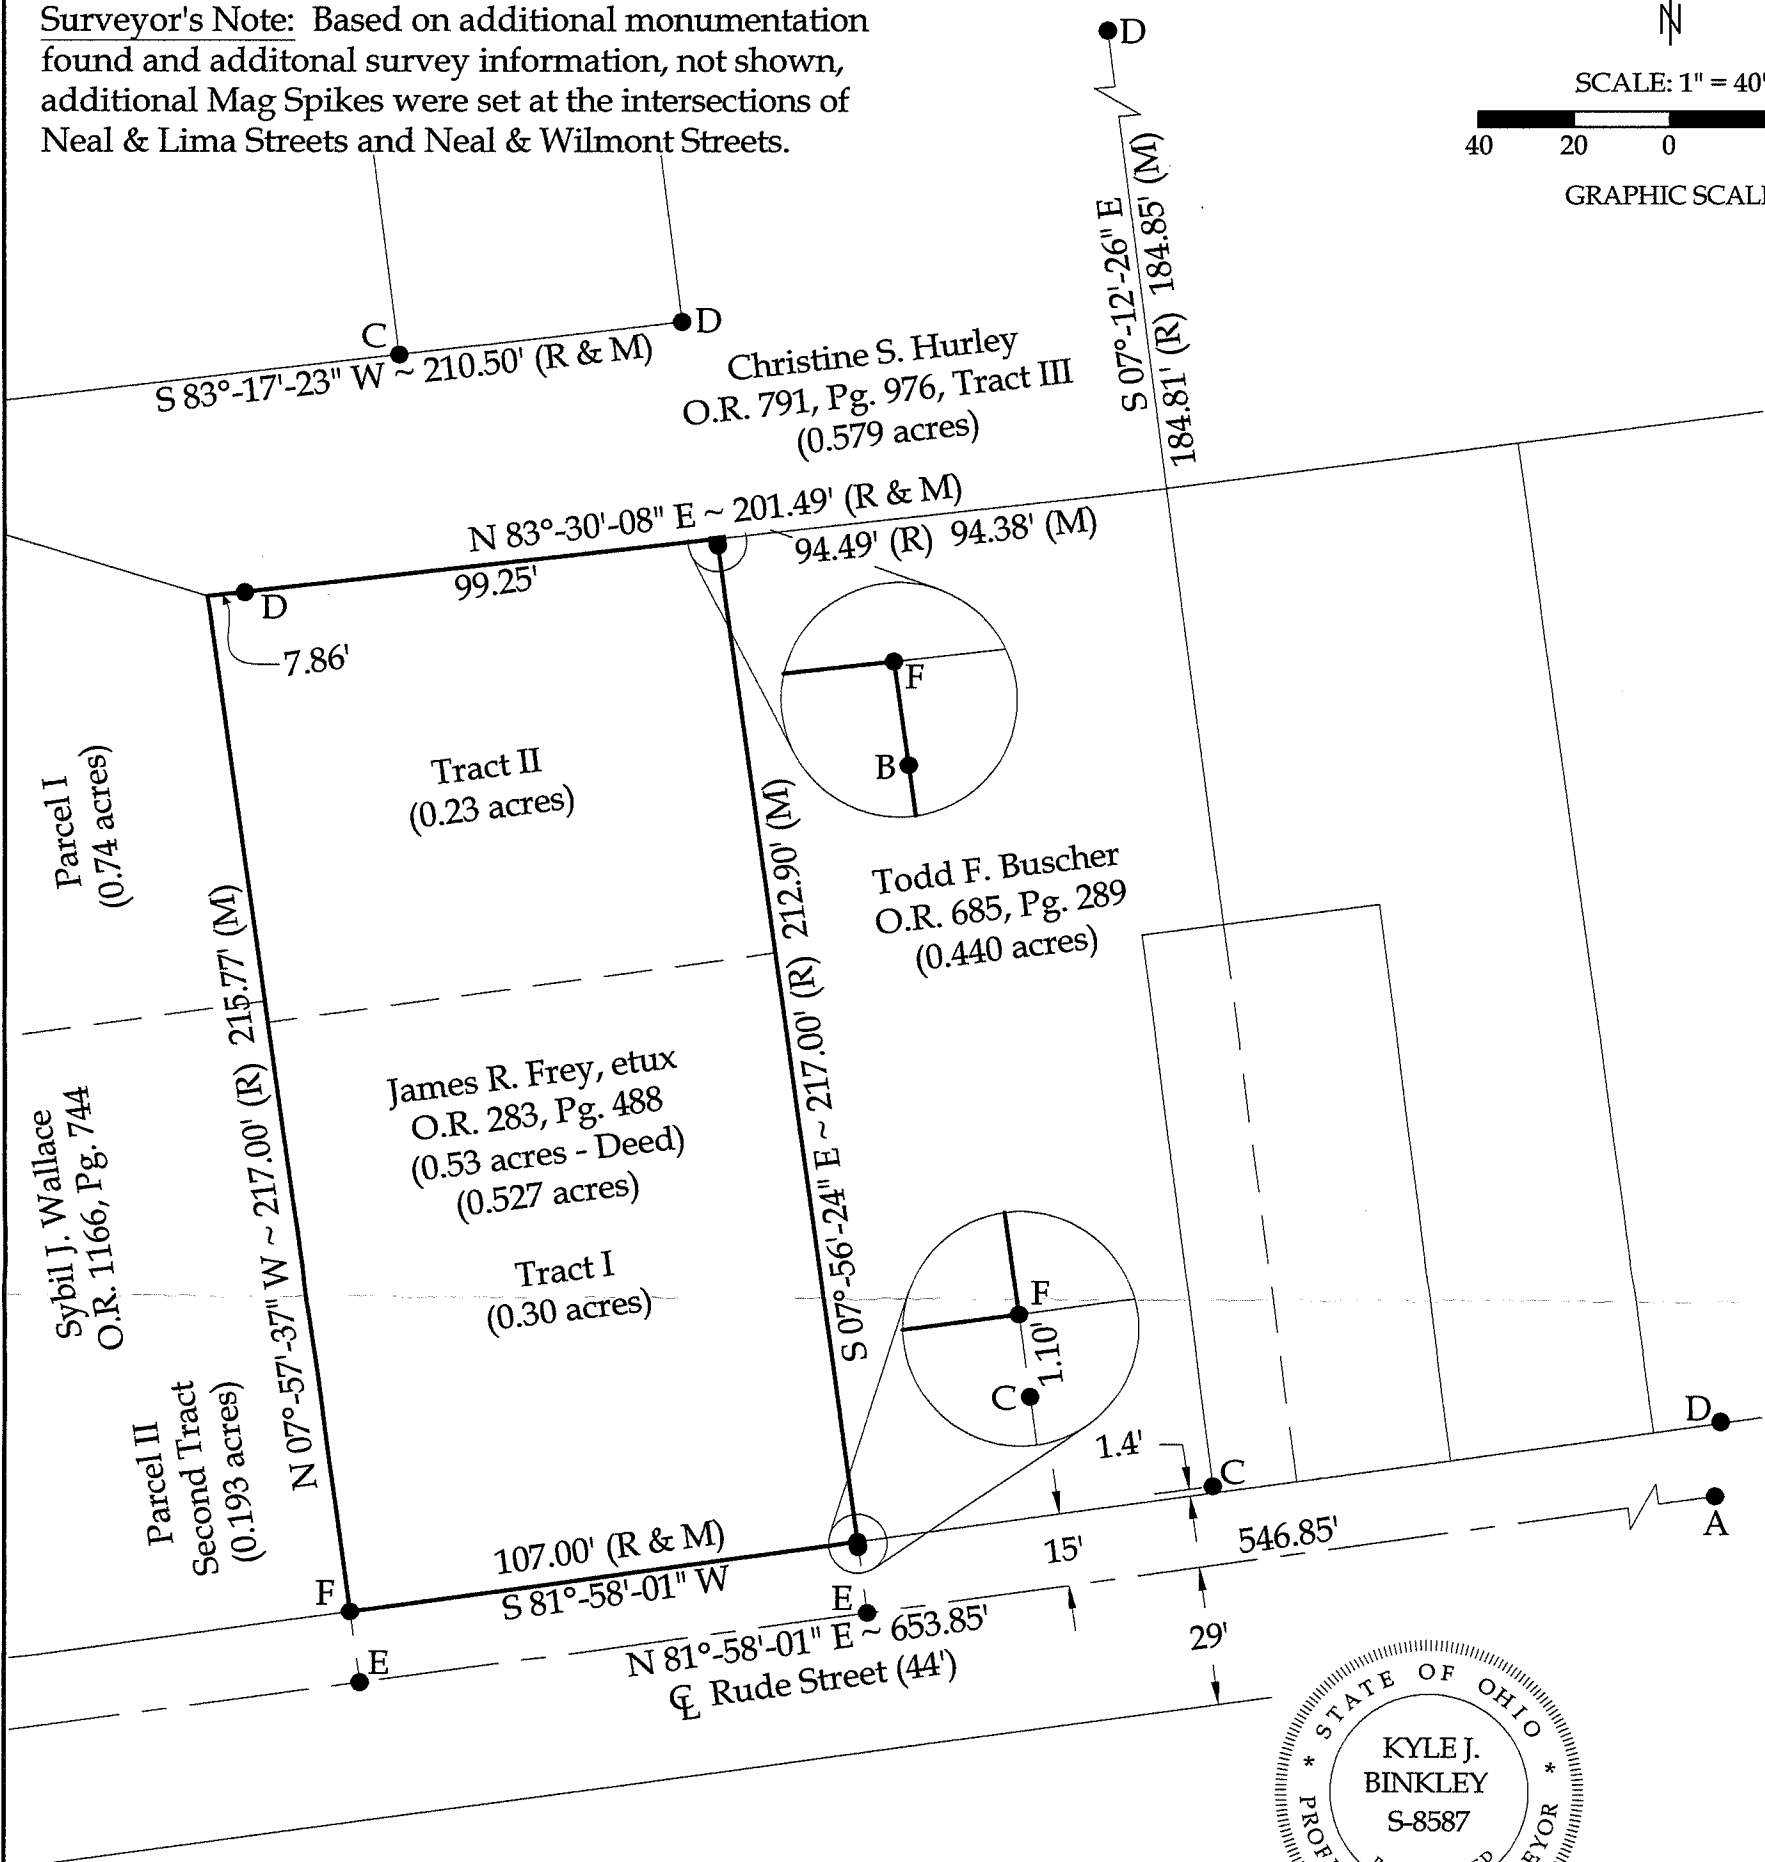 Surveyor's Note: Based on additional monumentation
found and additonal survey information, not shown,
additional Mag Spikes were set at the intersections of
Neal & Lima Streets and Neal & Wilmont Streets.
N
SCALE: 1" = 40'
40 20 0
GRAPHIC SCAL
D
S 07°-12'-26" E
184.81' (R) 184.85' (M)
C
D
S 83°-17'-23" W ~ 210.50' (R & M)
Christine S. Hurley
O.R. 791, Pg. 976, Tract III
(0.579 acres)
N 83°-30'-08" E ~ 201.49' (R & M)
94.49' (R) 94.38' (M)
99.25'
D
7.86'
F
B
Tract II
(0.23 acres)
Parcel I
(0.74 acres)
Todd F. Buscher
O.R. 685, Pg. 289
(0.440 acres)
N 07°-57'-37" W ~ 217.00' (R) 215.77' (M)
S 07°-56'-24" E ~ 217.00' (R) 212.90' (M)
James R. Frey, etux
O.R. 283, Pg. 488
(0.53 acres - Deed)
(0.527 acres)
Sybil J. Wallace
O.R. 1166, Pg. 744
Tract I
(0.30 acres)
F
1.10'
C
Parcel II
Second Tract
(0.193 acres)
1.4'
C
D
A
107.00' (R & M)
S 81°-58'-01" W
15'
546.85'
F
E
E
N 81°-58'-01" E ~ 653.85'
℄ Rude Street (44')
29'
* STATE OF OHIO *
KYLE J.
BINKLEY
S-8587